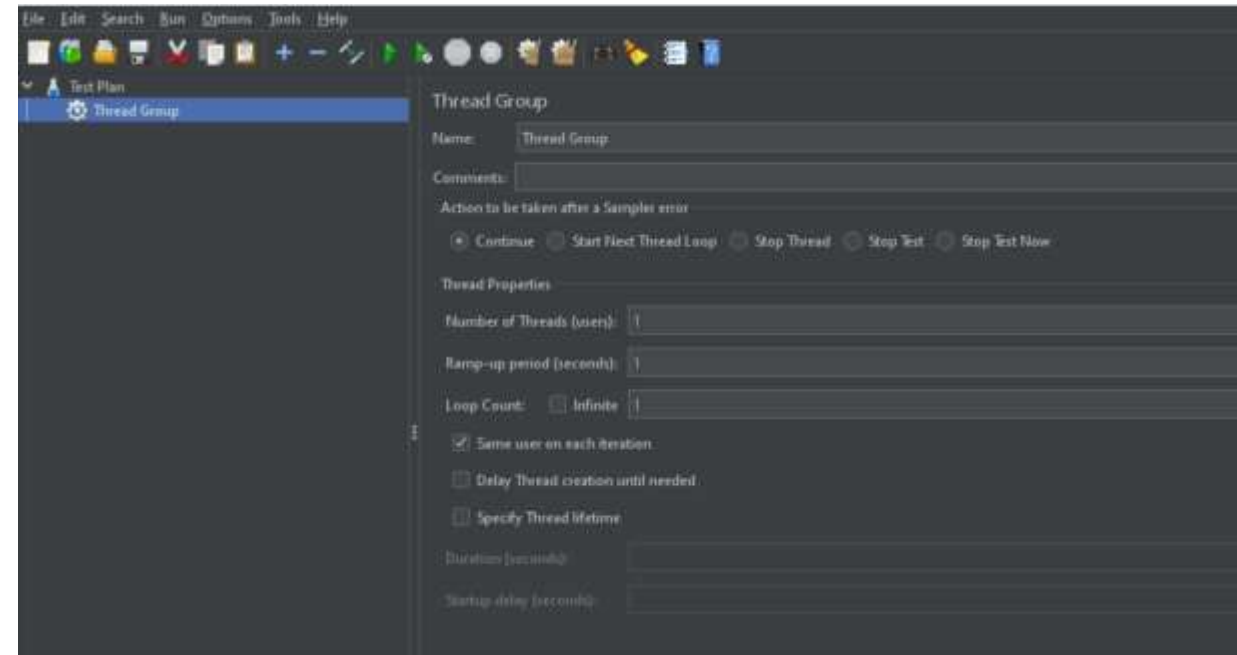 File Edit Search Run Options Tools Help
Test Plan
Thread Group
Thread Group
Name: Thread Group
Comments:
Action to be taken after a Sampler error
Continue Start Next Thread Loop Stop Thread Stop Test Stop Test Now
Thread Properties
Number of Threads (users): 1
Ramp-up period (seconds): 1
Loop Count: Infinite 1
Same user on each iteration
Delay Thread creation until needed
Specify Thread lifetime
Duration (seconds):
Startup delay (seconds):